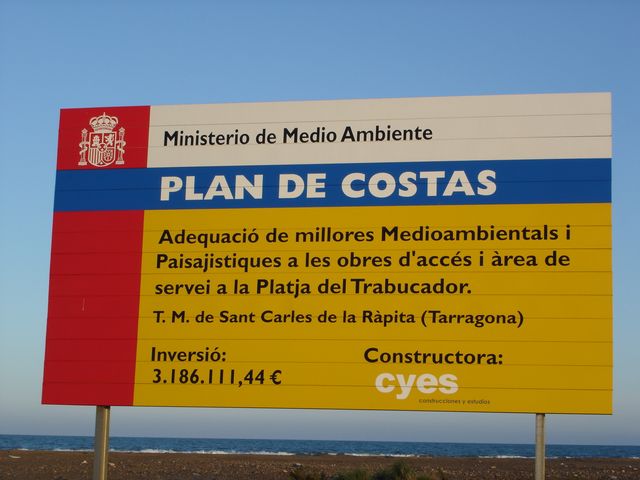 Ministerio de Medio Ambiente
PLAN DE COSTAS
Adequació de millores Medioambientals i
Paisajistiques a les obres d'accés i àrea de
servei a la Platja del Trabucador.
T. M. de Sant Carles de la Ràpita (Tarragona)
Inversió:
3.186.111,44 €
Constructora:
cyes
construcciones y estudios